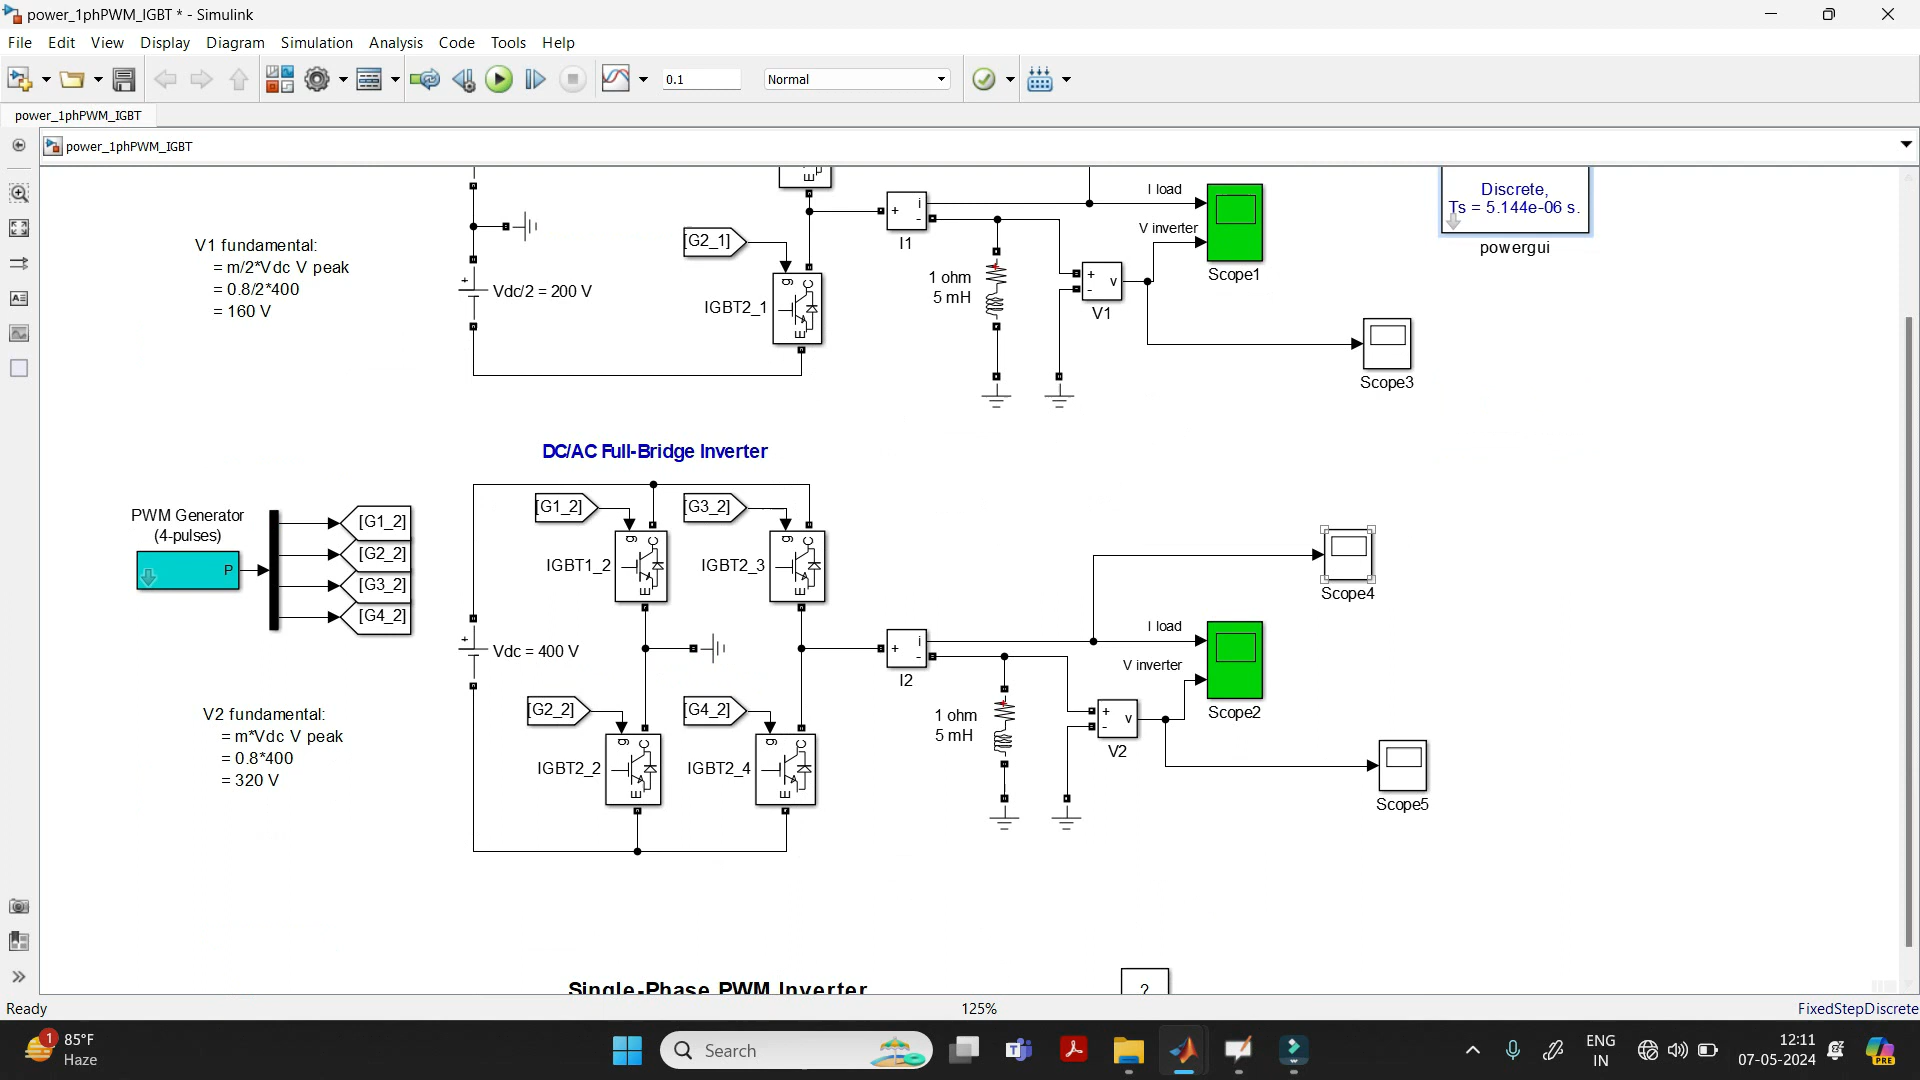 power_1phPWM_IGBT * - Simulink
File Edit View Display Diagram Simulation Analysis Code Tools Help
0.1
Normal
power_1phPWM_IGBT
power_1phPWM_IGBT
V1 fundamental:
= m/2*Vdc V peak
= 0.8/2*400
= 160 V
Vdc/2 = 200 V
[G2_1]
IGBT2_1
g
C
E
E
+
-
i
I1
1 ohm
5 mH
+
-
v
V1
I load
V inverter
Scope1
Scope3
Discrete,
Ts = 5.144e-06 s.
powergui
DC/AC Full-Bridge Inverter
PWM Generator
(4-pulses)
P
[G1_2]
[G2_2]
[G3_2]
[G4_2]
[G1_2]
[G3_2]
IGBT1_2
g
C
E
IGBT2_3
g
C
E
+
Vdc = 400 V
[G2_2]
[G4_2]
IGBT2_2
g
C
E
IGBT2_4
g
C
E
V2 fundamental:
= m*Vdc V peak
= 0.8*400
= 320 V
+
i
-
I2
1 ohm
5 mH
+
-
v
V2
I load
V inverter
Scope2
Scope4
Scope5
Single-Phase PWM Inverter
?
Ready
125%
FixedStepDiscrete
1
85°F
Haze
Search
ENG
IN
12:11
07-05-2024
PRE